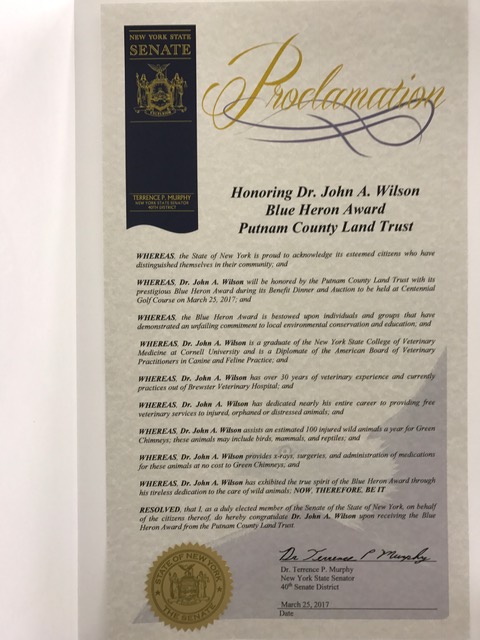 NEW YORK STATE
SENATE
EXCELSIOR
TERRENCE P. MURPHY
NEW YORK STATE SENATOR
40TH DISTRICT
Proclamation
Honoring Dr. John A. Wilson
Blue Heron Award
Putnam County Land Trust
WHEREAS, the State of New York is proud to acknowledge its esteemed citizens who have
distinguished themselves in their community; and
WHEREAS, Dr. John A. Wilson will be honored by the Putnam County Land Trust with its
prestigious Blue Heron Award during its Benefit Dinner and Auction to be held at Centennial
Golf Course on March 25, 2017; and
WHEREAS, the Blue Heron Award is bestowed upon individuals and groups that have
demonstrated an unfailing commitment to local environmental conservation and education; and
WHEREAS, Dr. John A. Wilson is a graduate of the New York State College of Veterinary
Medicine at Cornell University and is a Diplomate of the American Board of Veterinary
Practitioners in Canine and Feline Practice; and
WHEREAS, Dr. John A. Wilson has over 30 years of veterinary experience and currently
practices out of Brewster Veterinary Hospital; and
WHEREAS, Dr. John A. Wilson has dedicated nearly his entire career to providing free
veterinary services to injured, orphaned or distressed animals; and
WHEREAS, Dr. John A. Wilson assists an estimated 100 injured wild animals a year for Green
Chimneys; these animals may include birds, mammals, and reptiles; and
WHEREAS, Dr. John A. Wilson provides x-rays, surgeries, and administration of medications
for these animals at no cost to Green Chimneys; and
WHEREAS, Dr. John A. Wilson has exhibited the true spirit of the Blue Heron Award through
his tireless dedication to the care of wild animals; NOW, THEREFORE, BE IT
RESOLVED, that I, as a duly elected member of the Senate of the State of New York, on behalf
of the citizens thereof, do hereby congratulate Dr. John A. Wilson upon receiving the Blue
Heron Award from the Putnam County Land Trust.
Dr Terrence P Murphy
Dr. Terrence P. Murphy
New York State Senator
40th Senate District
March 25, 2017
Date
STATE OF NEW YORK
THE SENATE